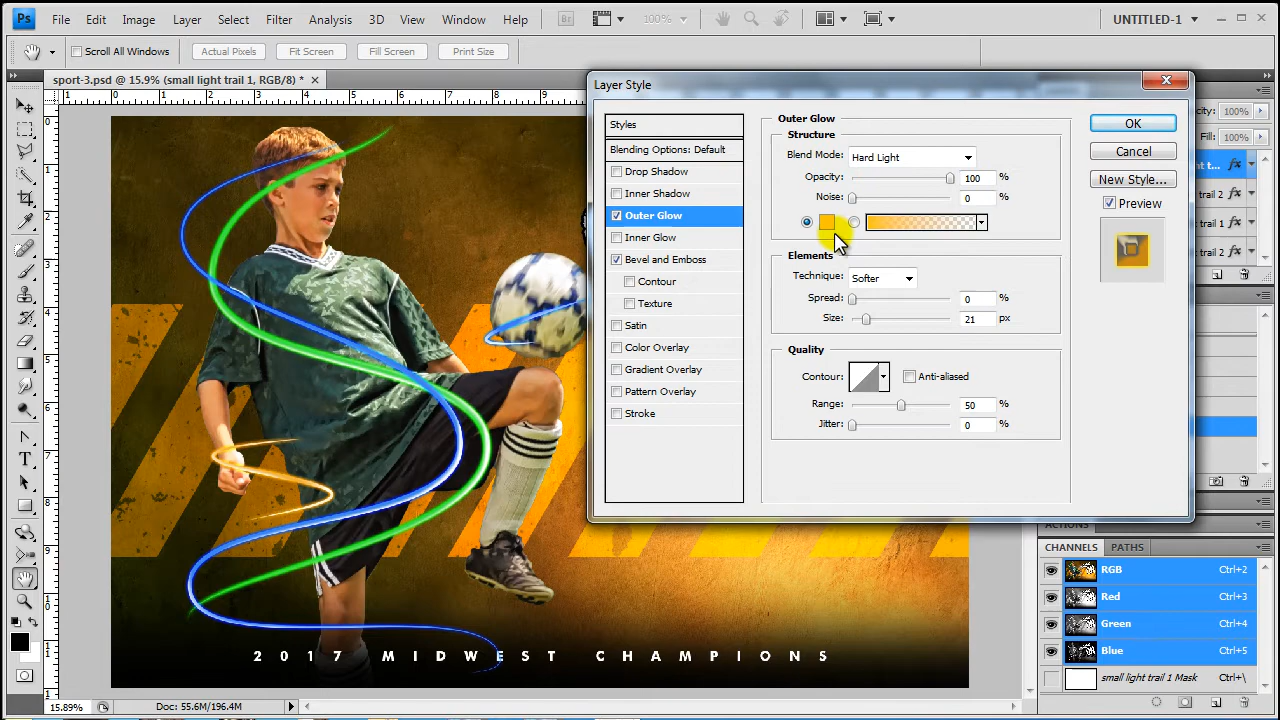 Ps File Edit Image Layer Select Filter Analysis 3D View Window Help Br 100% UNTITLED-1
Scroll All Windows Actual Pixels Fit Screen Fill Screen Print Size
sport-3.psd @ 15.9% (small light trail 1, RGB/8) *
Layer Style
Styles
Blending Options: Default
Drop Shadow
Inner Shadow
Outer Glow
Inner Glow
Bevel and Emboss
Contour
Texture
Satin
Color Overlay
Gradient Overlay
Pattern Overlay
Stroke
Outer Glow
Structure
Blend Mode: Hard Light
Opacity: 100 %
Noise: 0 %
Elements
Technique: Softer
Spread: 0 %
Size: 21 px
Quality
Contour: Anti-aliased
Range: 50 %
Jitter: 0 %
OK
Cancel
New Style...
Preview
100%
Fill: 100%
trail 2
trail 1
trail 2
ACTIONS
CHANNELS PATHS
RGB Ctrl+2
Red Ctrl+3
Green Ctrl+4
Blue Ctrl+5
small light trail 1 Mask Ctrl+\
2017 MIDWEST CHAMPIONS
15.89% Doc: 55.6M/196.4M